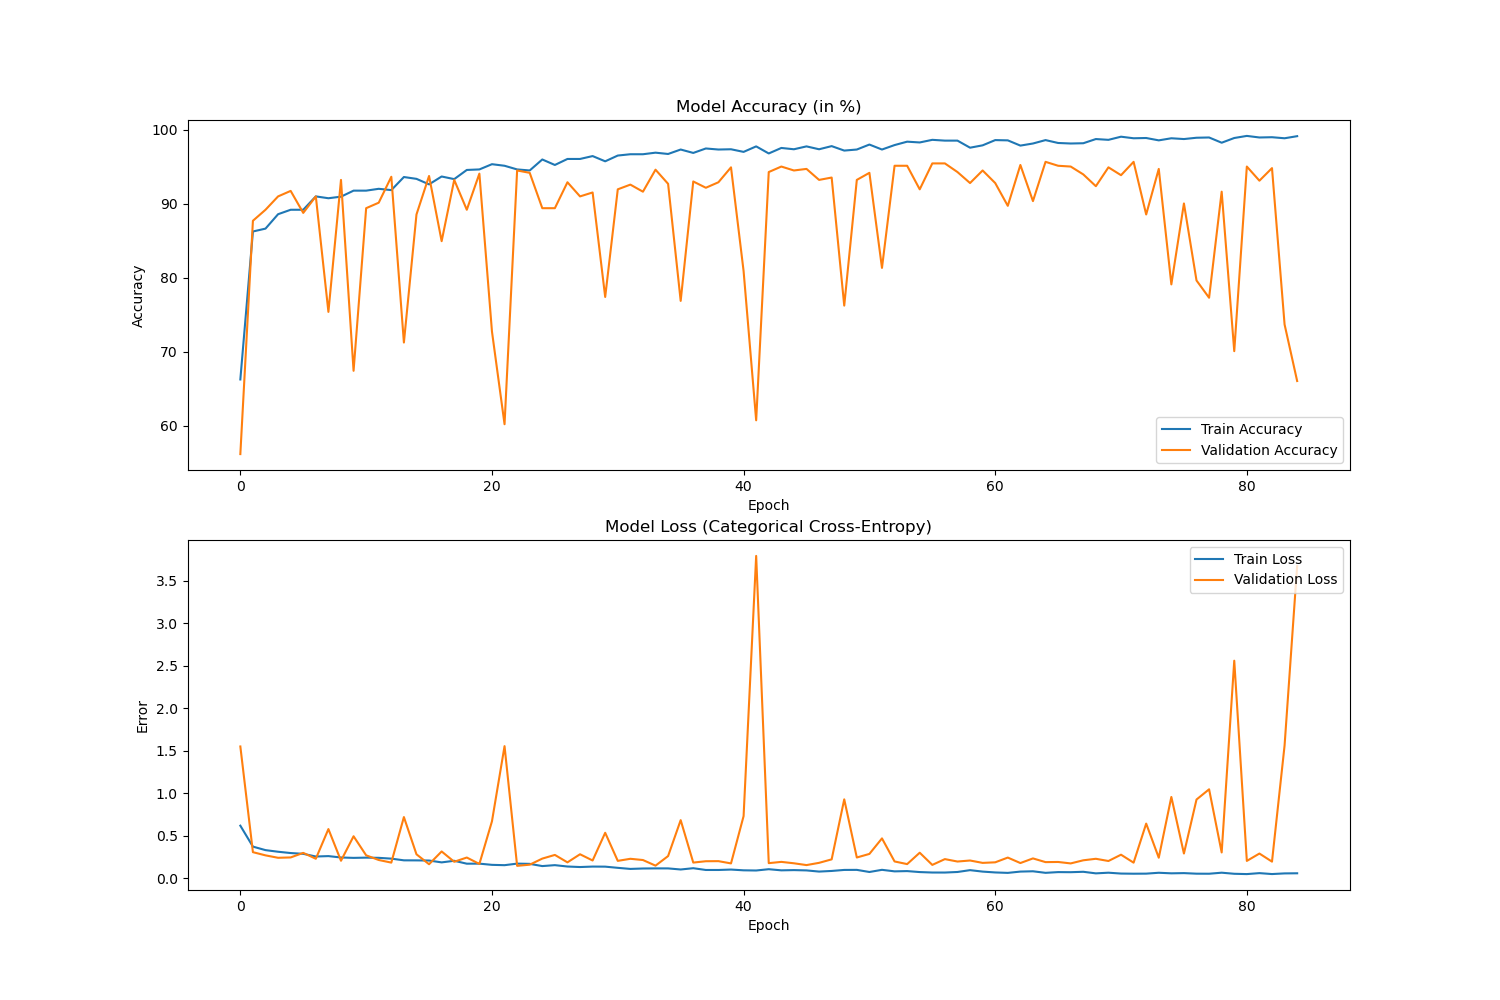 Model Accuracy (in %)
100
90
80
70
60
Accuracy
0 20 40 60 80
Epoch
Train Accuracy
Validation Accuracy
Model Loss (Categorical Cross-Entropy)
3.5
3.0
2.5
2.0
1.5
1.0
0.5
0.0
Error
0 20 40 60 80
Epoch
Train Loss
Validation Loss